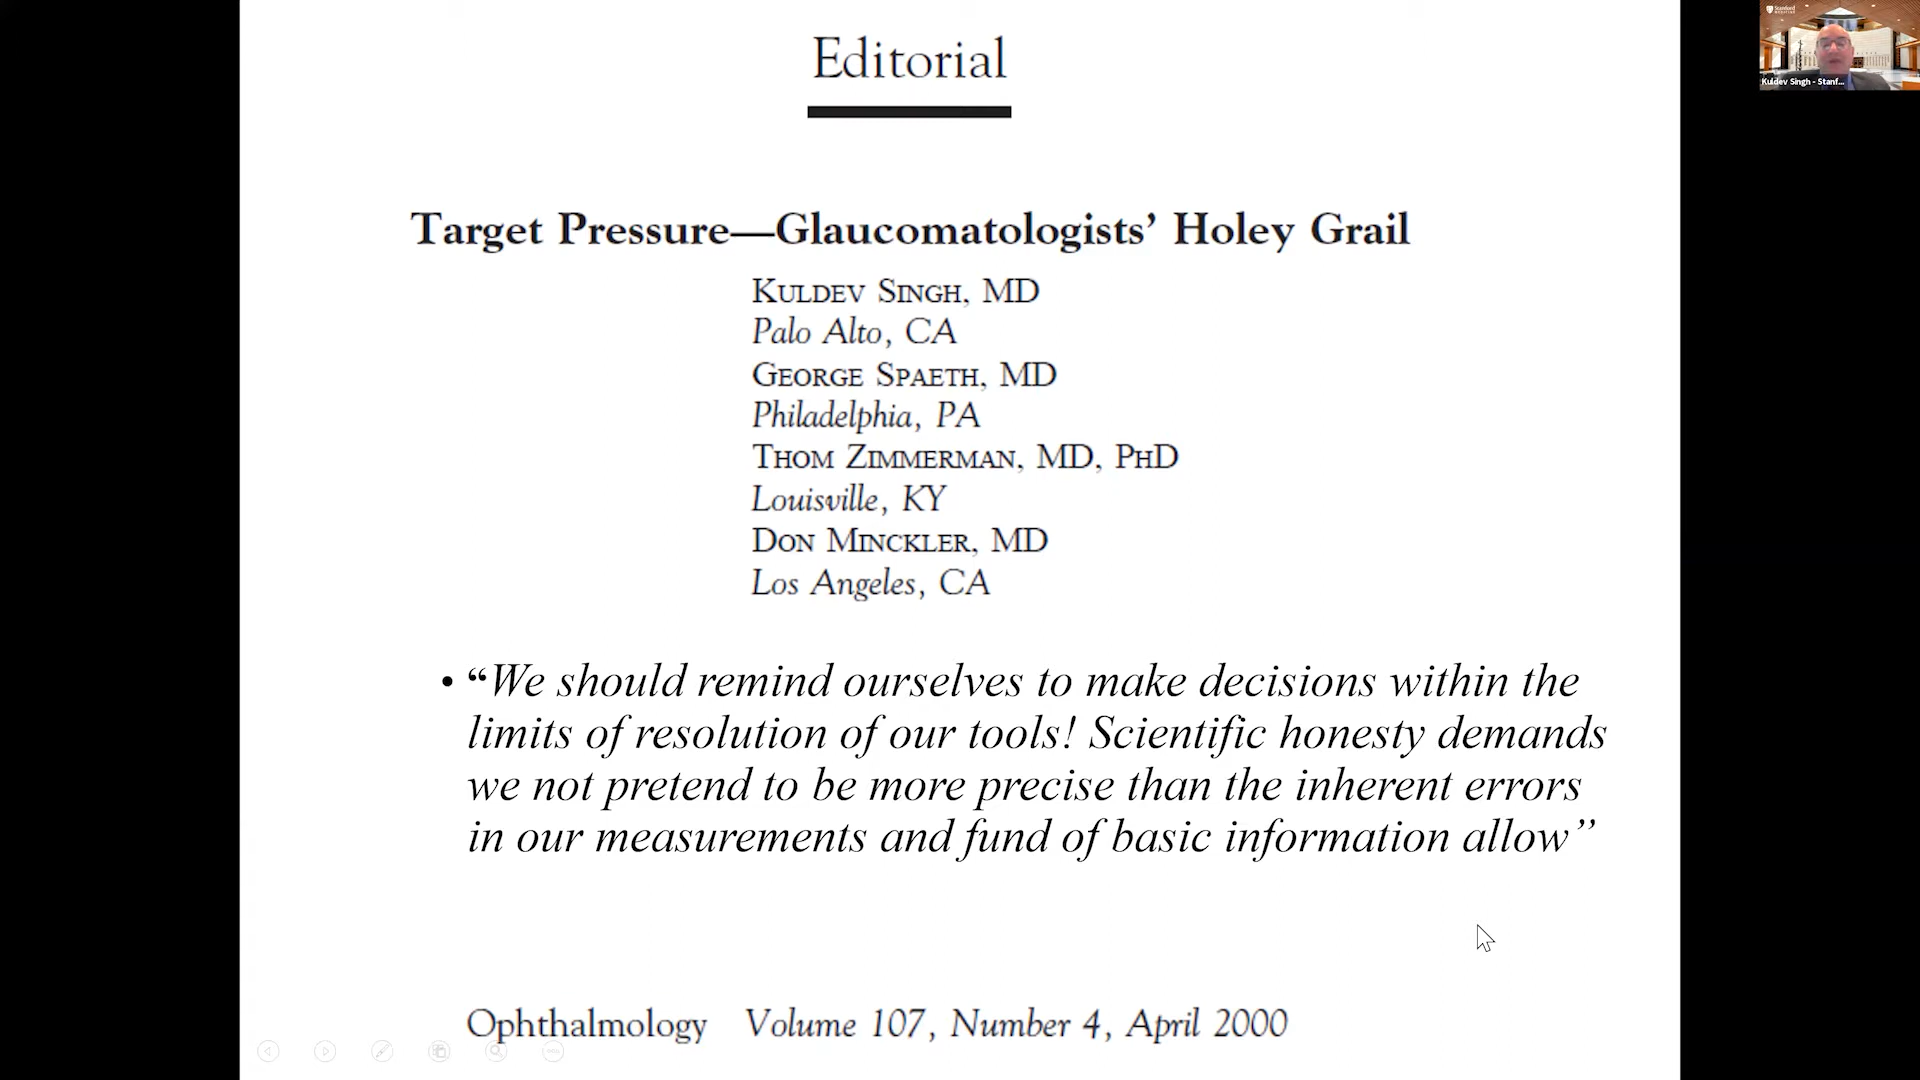 Editorial
Target Pressure—Glaucomatologists’ Holey Grail
KULDEV SINGH, MD
Palo Alto, CA
GEORGE SPAETH, MD
Philadelphia, PA
THOM ZIMMERMAN, MD, PHD
Louisville, KY
DON MINCKLER, MD
Los Angeles, CA
• “We should remind ourselves to make decisions within the
limits of resolution of our tools! Scientific honesty demands
we not pretend to be more precise than the inherent errors
in our measurements and fund of basic information allow”
Ophthalmology Volume 107, Number 4, April 2000
Stanford
MEDICINE
Kuldev Singh - Stanf...